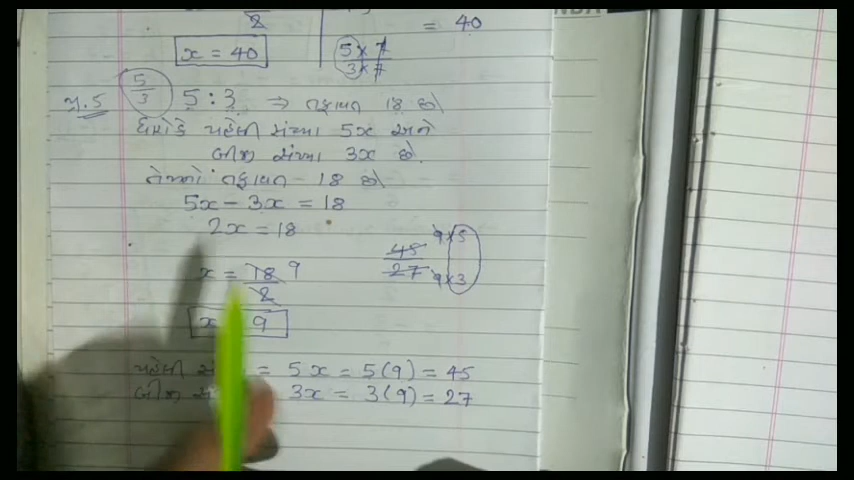 2
= 40
x = 40
5 × 7
3 × 7
પ્ર.5 5/3 5 : 3 ⇒ તફાવત 18 છે
ધારોકે પહેલી સંખ્યા 5x અને
બીજી સંખ્યા 3x છે.
તેઓનો તફાવત - 18 છે
5x - 3x = 18
2x = 18
45 9×5
27 9×3
x = 18 9
2
x 9
પહેલી = 5x = 5(9) = 45
બીજી 3x = 3(9) = 27